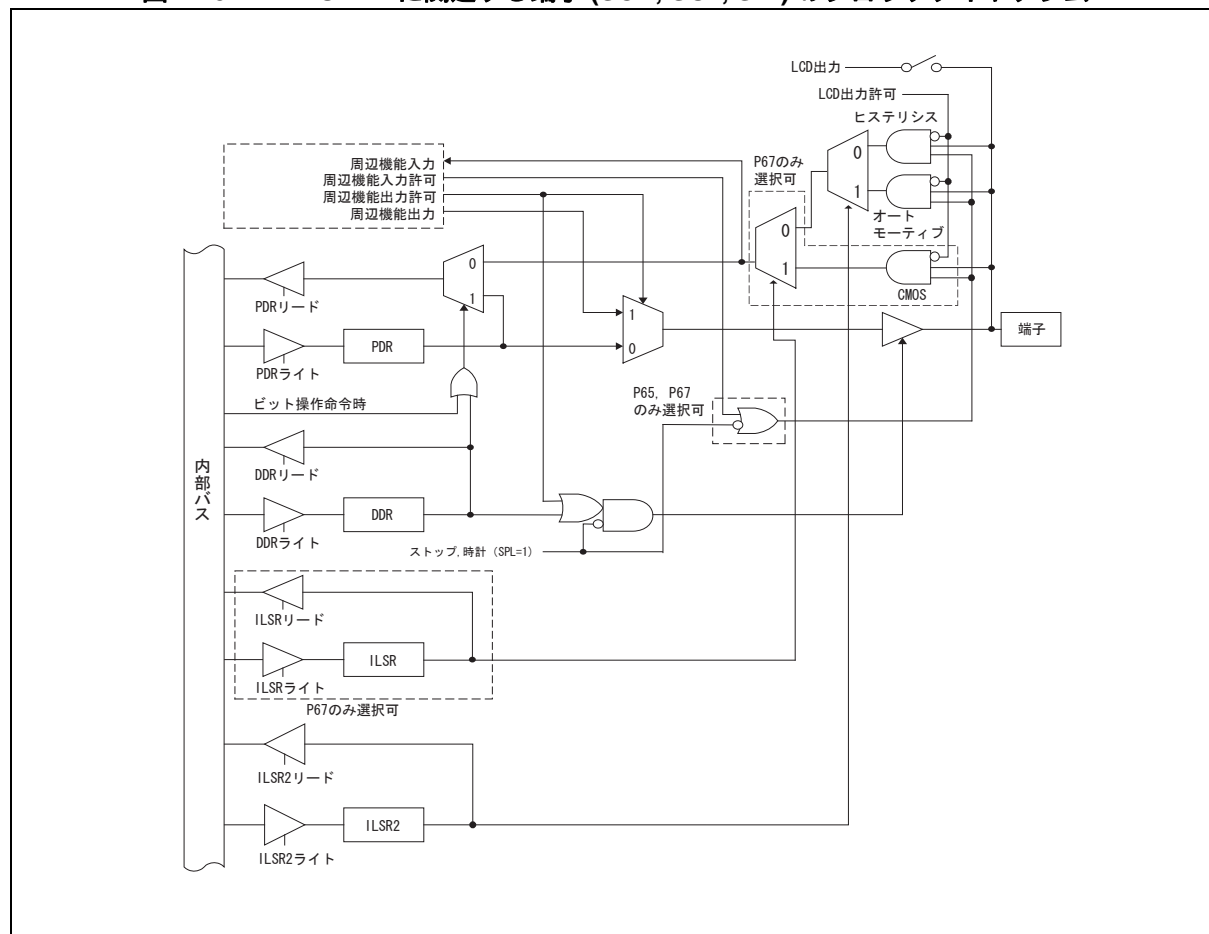 LCD出力
LCD出力許可
ヒステリシス
0
1
オート
モーティブ
P67のみ
選択可
0
1
CMOS
周辺機能入力
周辺機能入力許可
周辺機能出力許可
周辺機能出力
0
1
PDRリード
1
0
端子
PDR
PDRライト
P65, P67
のみ選択可
ビット操作命令時
内部バス
DDRリード
DDR
DDRライト
ストップ,時計 (SPL=1)
ILSRリード
ILSR
ILSRライト
P67のみ選択可
ILSR2リード
ILSR2
ILSR2ライト